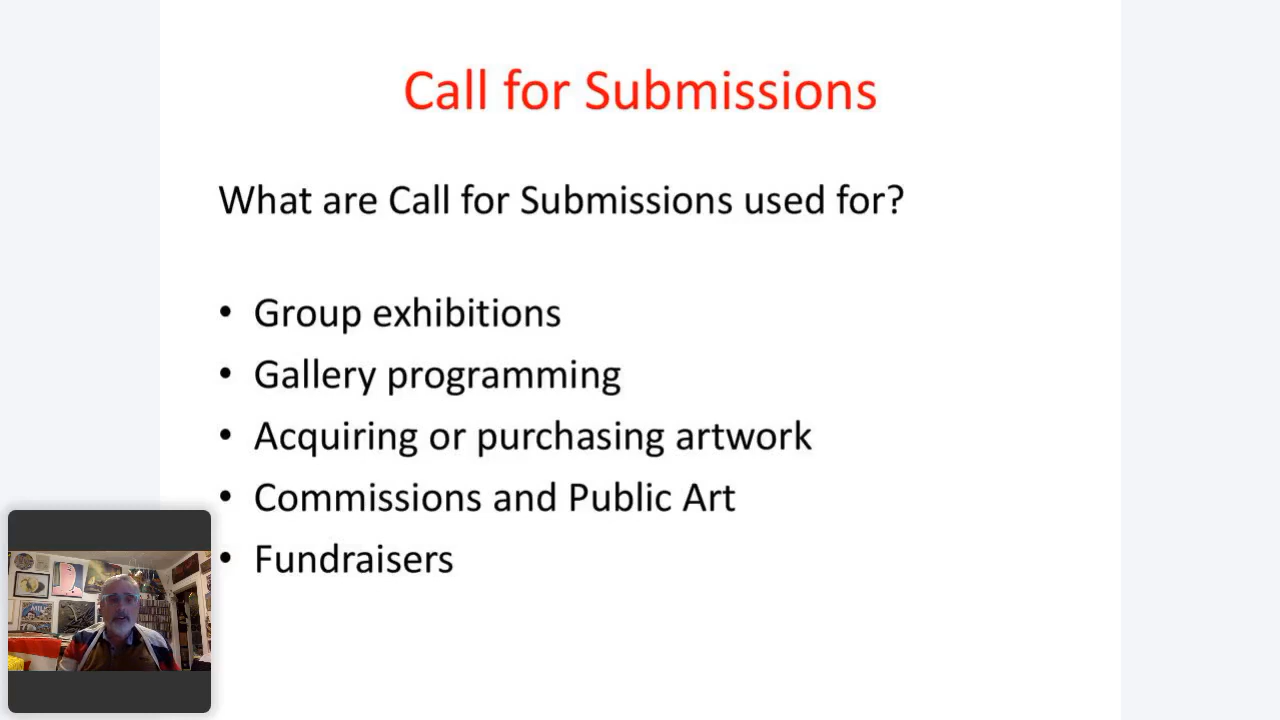 Call for Submissions
What are Call for Submissions used for?
• Group exhibitions
• Gallery programming
• Acquiring or purchasing artwork
• Commissions and Public Art
• Fundraisers